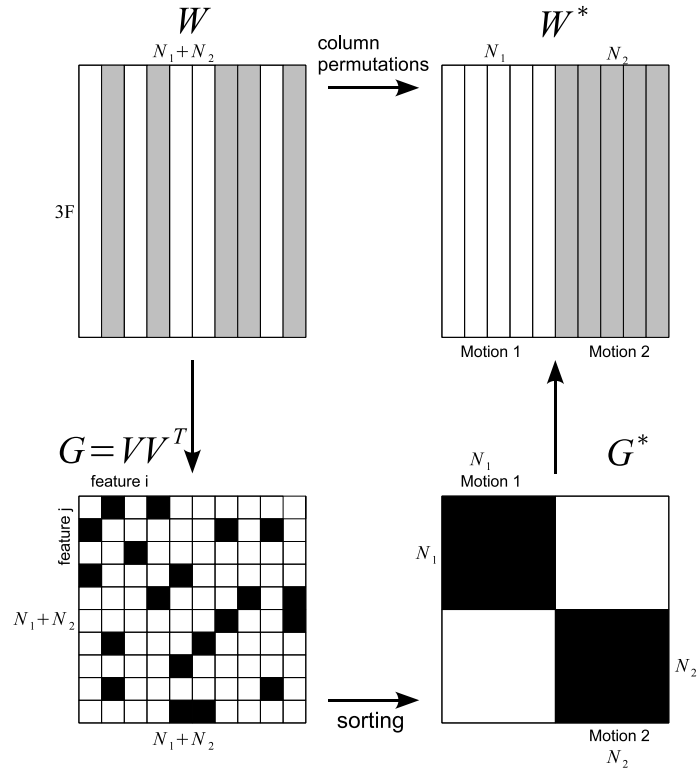 W
N₁+N₂
column
permutations
W*
N₁
N₂
3F
Motion 1
Motion 2
G=VVᵀ
feature i
feature j
N₁+N₂
N₁+N₂
sorting
N₁
Motion 1
G*
N₁
N₂
Motion 2
N₂